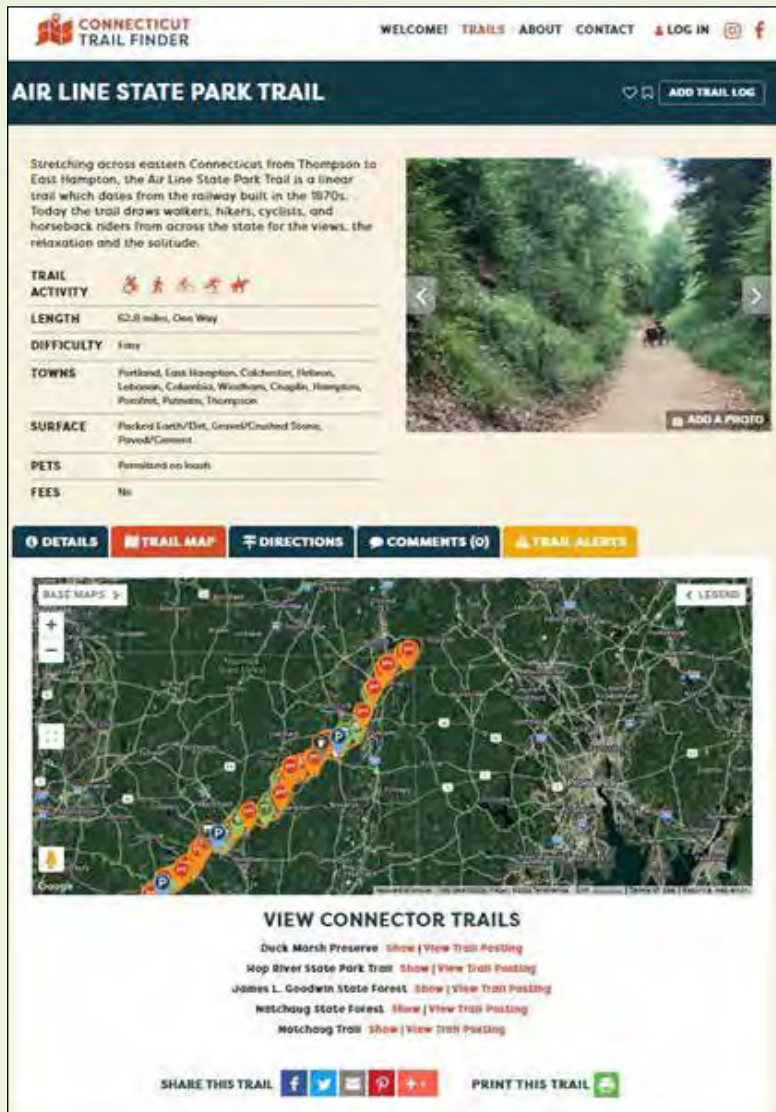 CONNECTICUT
TRAIL FINDER
WELCOME! TRAILS ABOUT CONTACT LOG IN
AIR LINE STATE PARK TRAIL
ADD TRAIL LOG
Stretching across eastern Connecticut from Thompson to
East Hampton, the Air Line State Park Trail is a linear
trail which dates from the railway built in the 1870s.
Today the trail draws walkers, hikers, cyclists, and
horseback riders from across the state for the views, the
relaxation and the solitude.
TRAIL
ACTIVITY
LENGTH
62.8 miles, One Way
DIFFICULTY
Easy
TOWNS
Portland, East Hampton, Colchester, Hebron,
Lebanon, Columbia, Windham, Chaplin, Hampton,
Pomfret, Putnam, Thompson
SURFACE
Packed Earth/Dirt, Gravel/Crushed Stone,
Paved/Cement
PETS
Permitted on leash
FEES
No
ADD A PHOTO
DETAILS
TRAIL MAP
DIRECTIONS
COMMENTS (0)
TRAIL ALERTS
BASE MAPS
LEGEND
Google
VIEW CONNECTOR TRAILS
Duck Marsh Preserve Show | View Trail Posting
Hop River State Park Trail Show | View Trail Posting
James L. Goodwin State Forest Show | View Trail Posting
Natchaug State Forest Show | View Trail Posting
Natchaug Trail Show | View Trail Posting
SHARE THIS TRAIL
PRINT THIS TRAIL